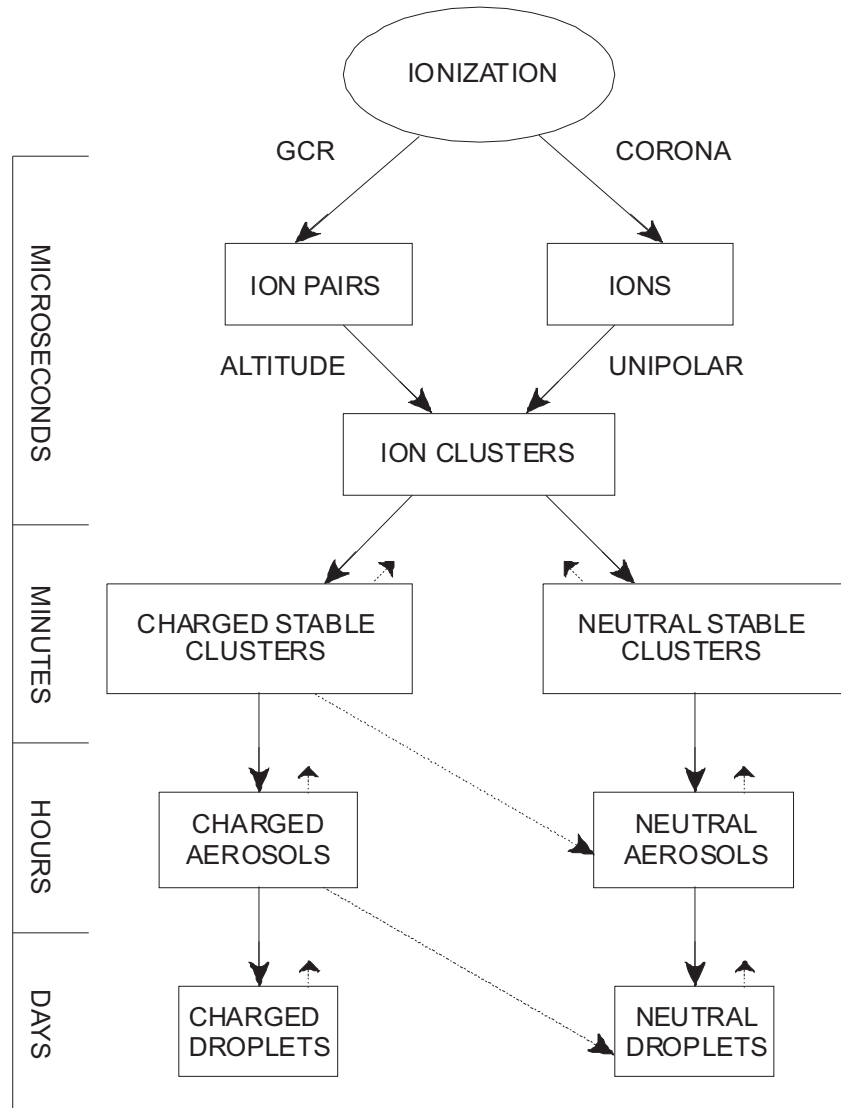 IONIZATION
GCR
CORONA
MICROSECONDS
ION PAIRS
IONS
ALTITUDE
UNIPOLAR
ION CLUSTERS
MINUTES
CHARGED STABLE
CLUSTERS
NEUTRAL STABLE
CLUSTERS
HOURS
CHARGED
AEROSOLS
NEUTRAL
AEROSOLS
DAYS
CHARGED
DROPLETS
NEUTRAL
DROPLETS